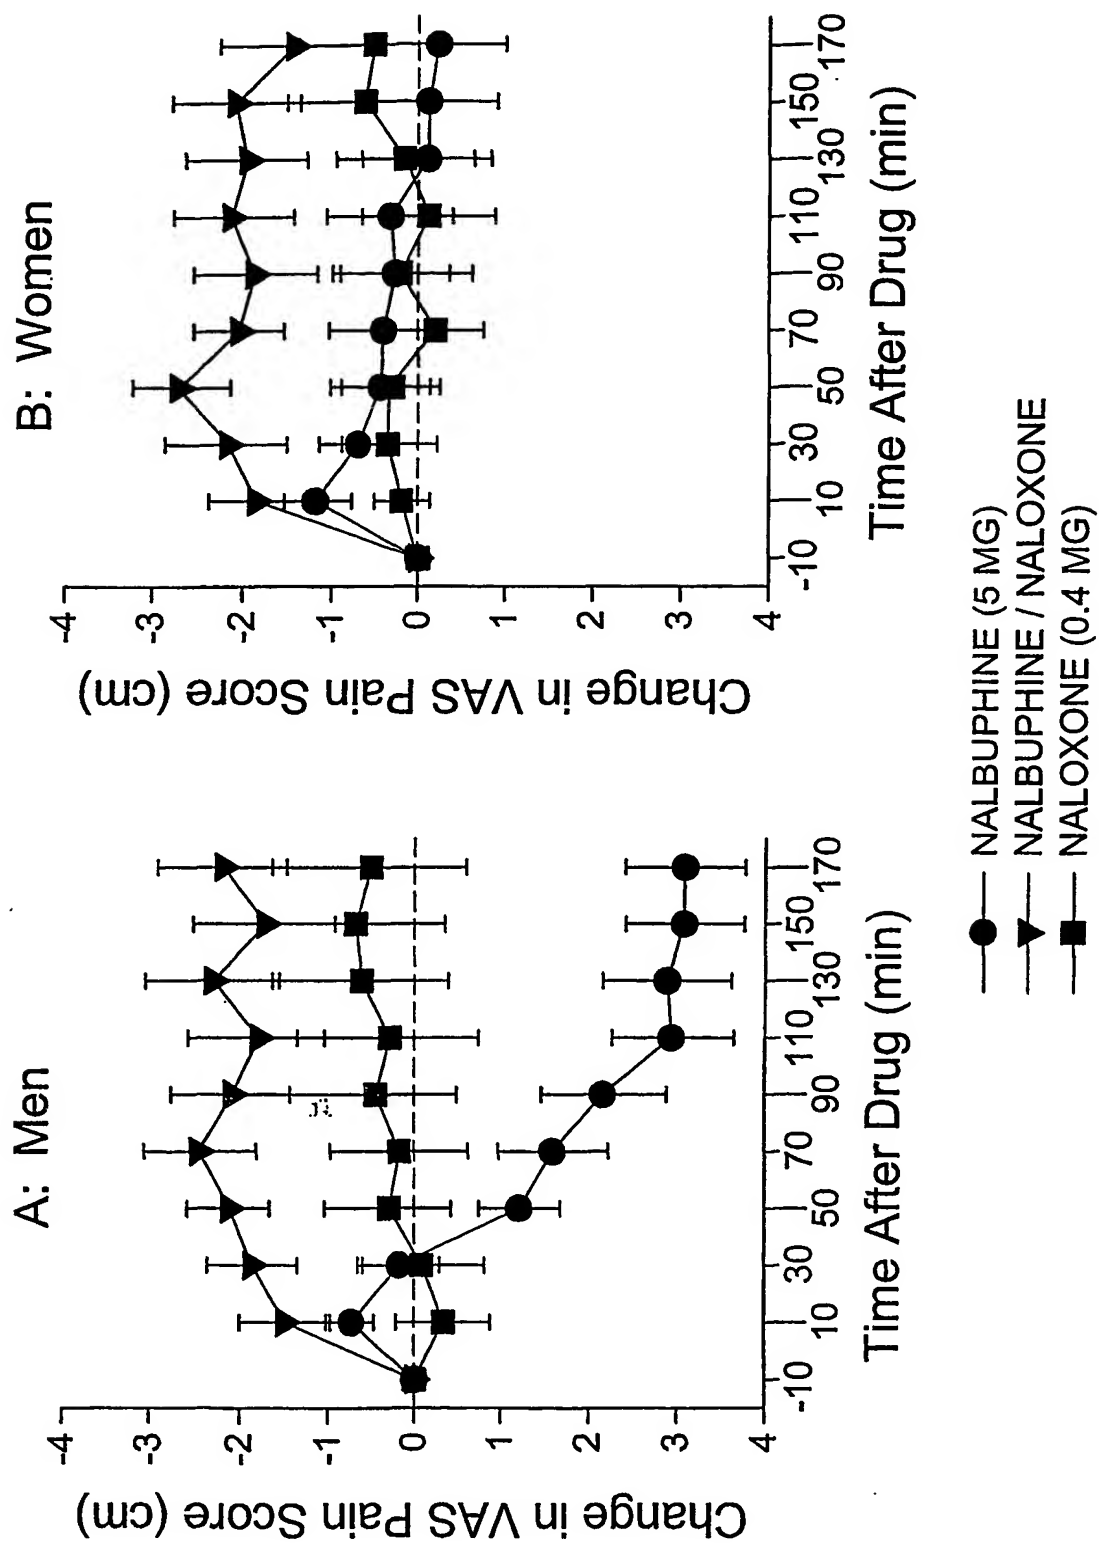 A: Men
Change in VAS Pain Score (cm)
-4
-3
-2
-1
0
1
2
3
4
-10 10 30 50 70 90 110 130 150 170
Time After Drug (min)
B: Women
Change in VAS Pain Score (cm)
-4
-3
-2
-1
0
1
2
3
4
-10 10 30 50 70 90 110 130 150 170
Time After Drug (min)
NALBUPHINE (5 MG)
NALBUPHINE / NALOXONE
NALOXONE (0.4 MG)